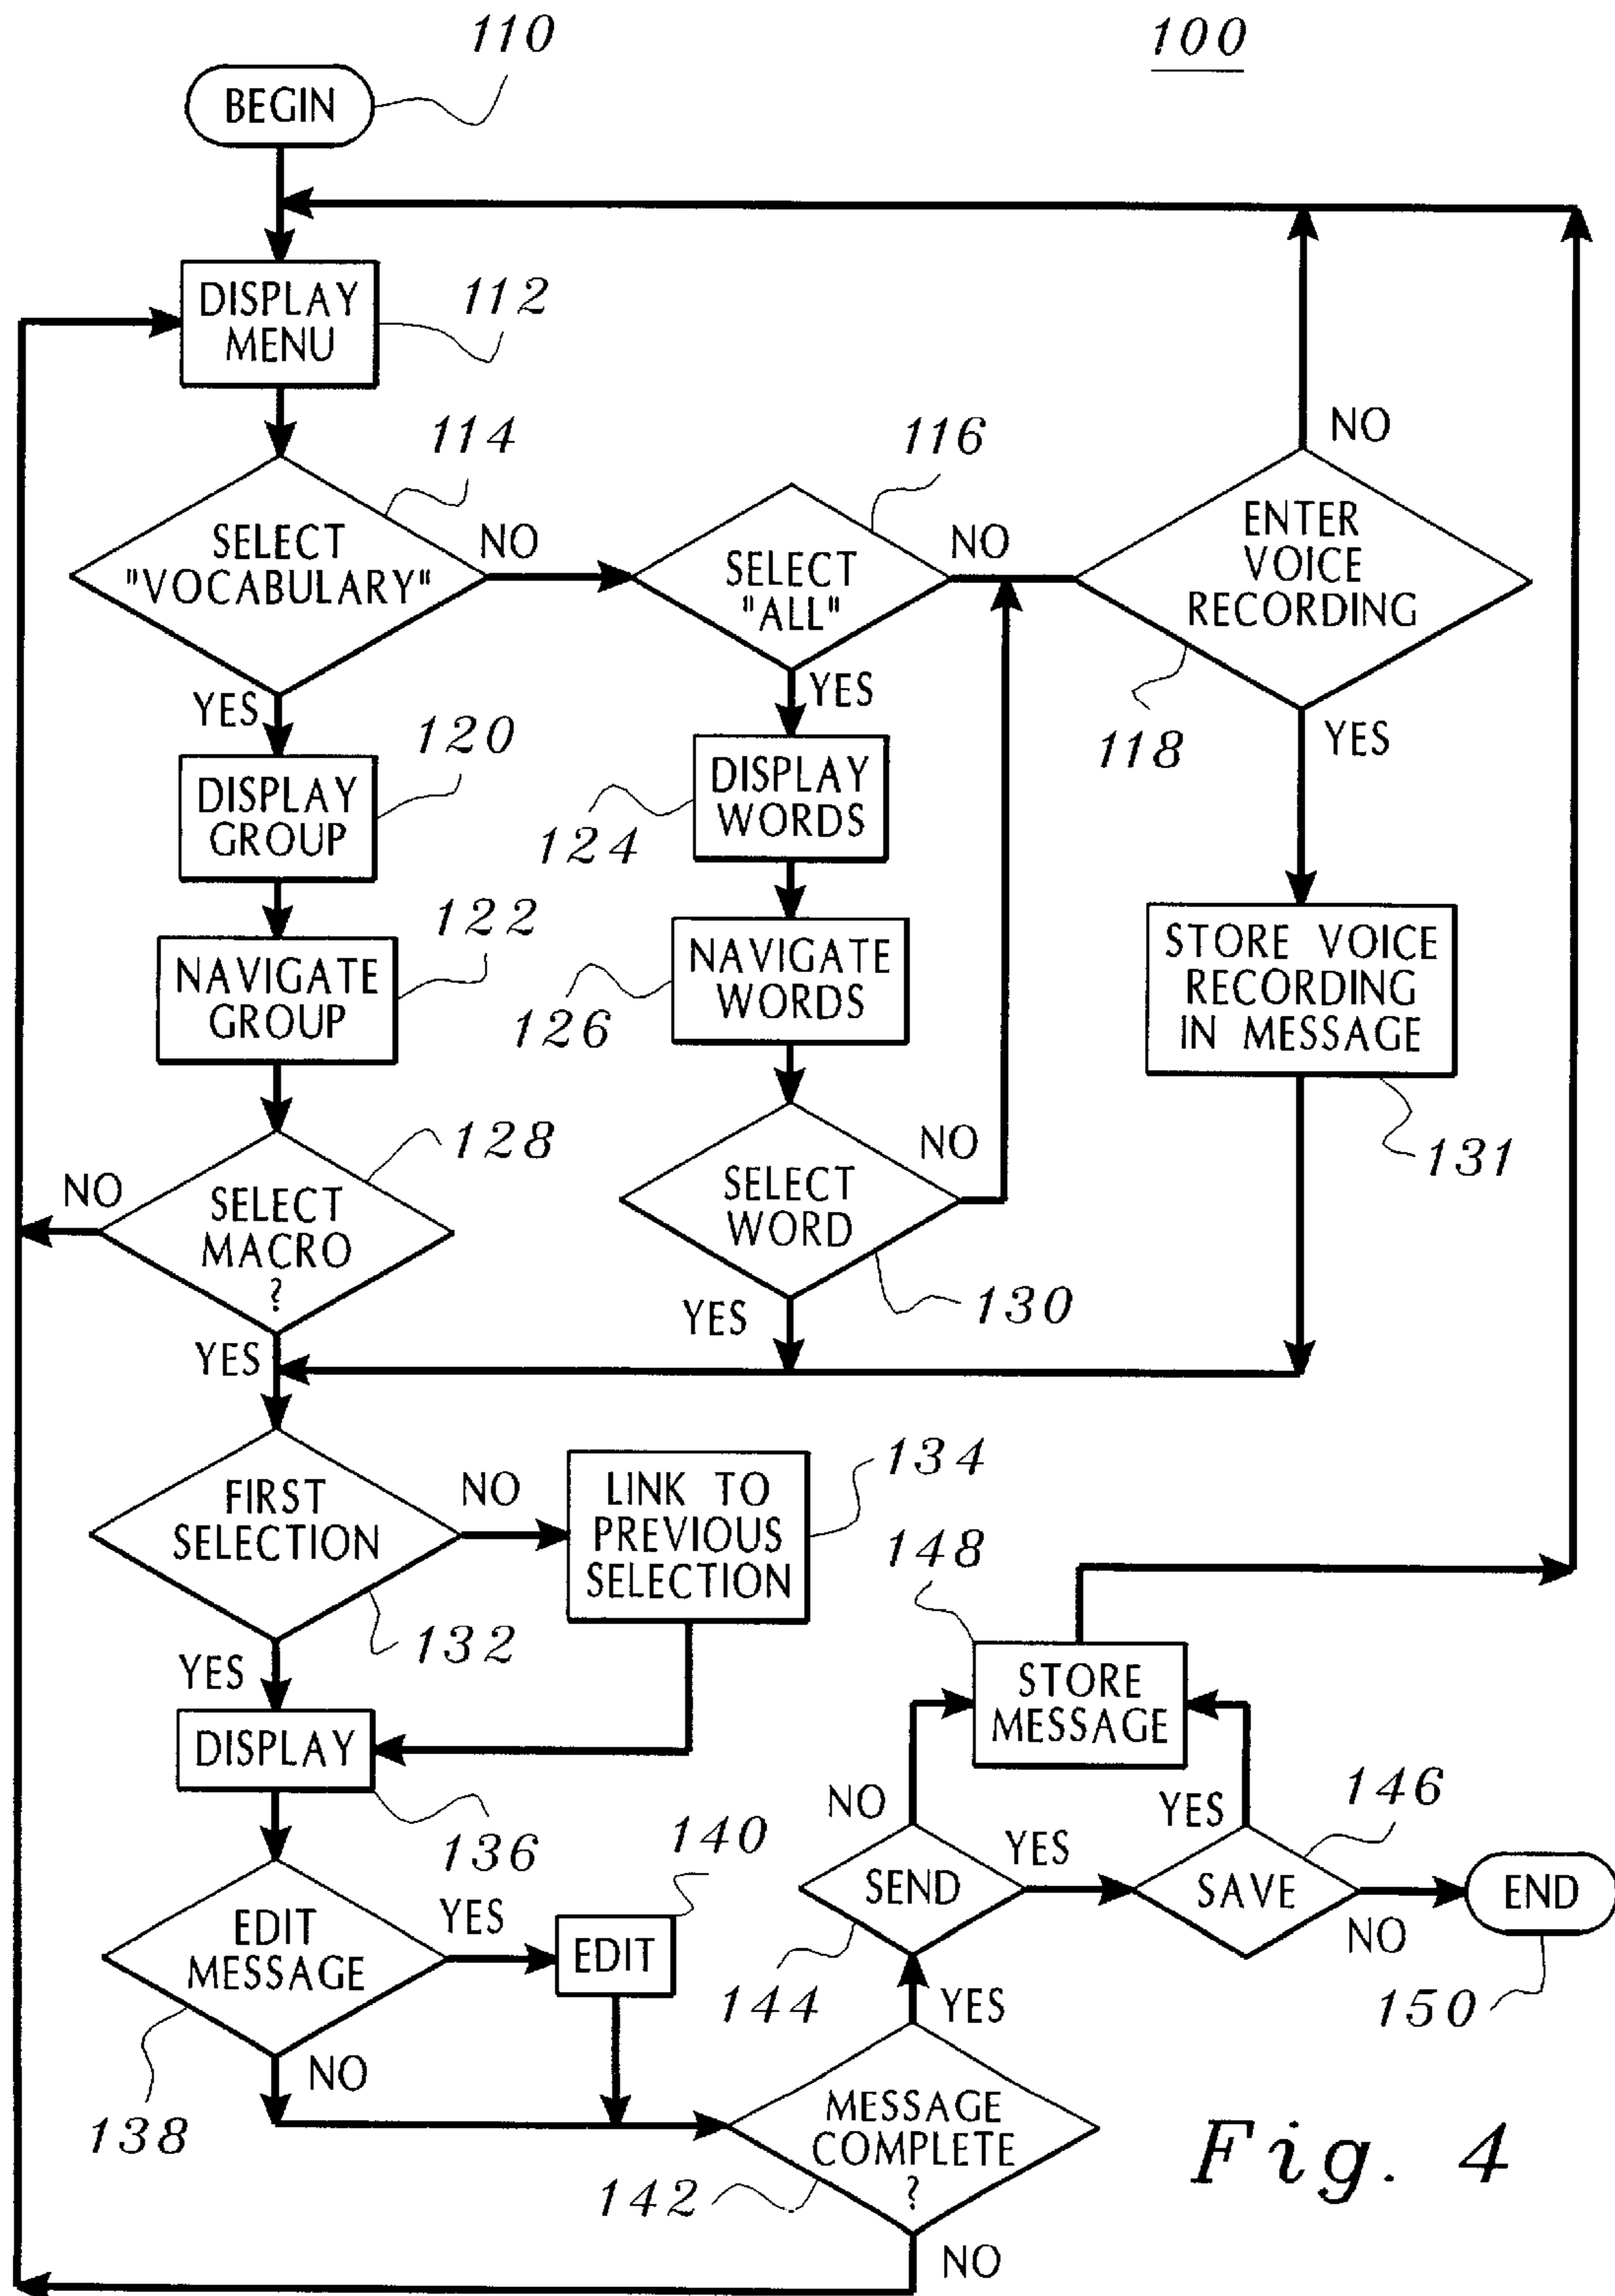 110
100
BEGIN
DISPLAY
MENU
112
114
SELECT
"VOCABULARY"
NO
116
SELECT
"ALL"
NO
NO
ENTER
VOICE
RECORDING
118
YES
YES
YES
DISPLAY
GROUP
120
DISPLAY
WORDS
124
NAVIGATE
GROUP
122
NAVIGATE
WORDS
126
STORE VOICE
RECORDING
IN MESSAGE
131
NO
SELECT
MACRO
?
128
YES
SELECT
WORD
NO
130
YES
FIRST
SELECTION
NO
132
YES
LINK TO
PREVIOUS
SELECTION
134
148
STORE
MESSAGE
DISPLAY
136
EDIT
MESSAGE
YES
138
NO
140
EDIT
NO
SEND
YES
144
YES
SAVE
146
NO
END
150
YES
MESSAGE
COMPLETE
?
142
NO
Fig. 4